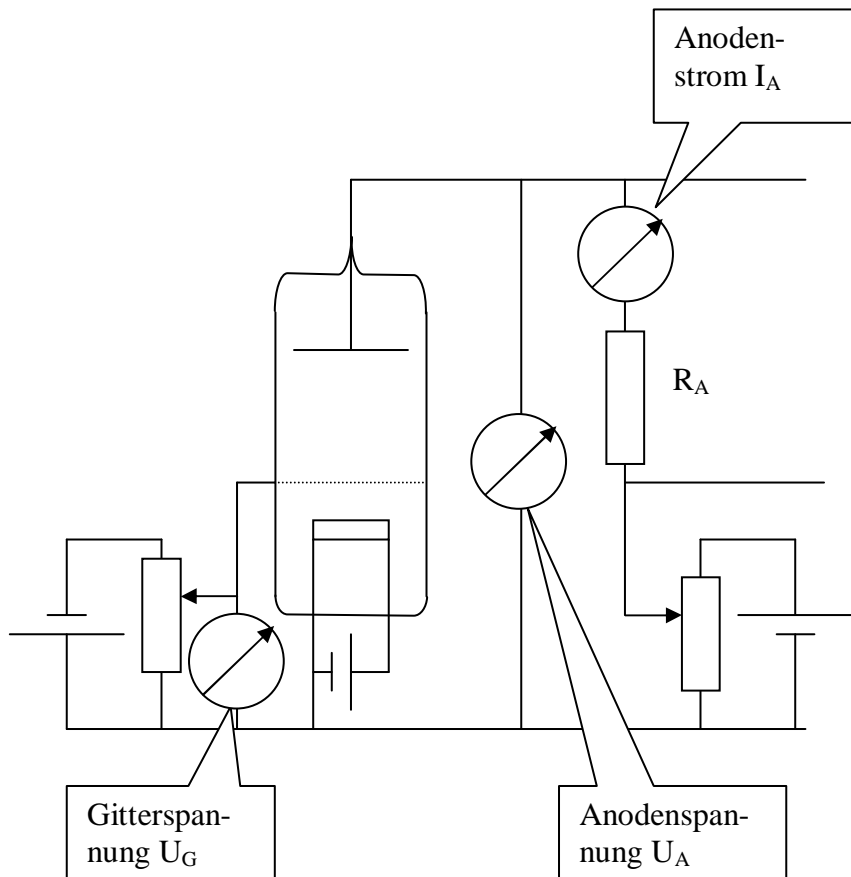 Anoden-
strom I_A
R_A
Gitterspan-
nung U_G
Anodenspan-
nung U_A